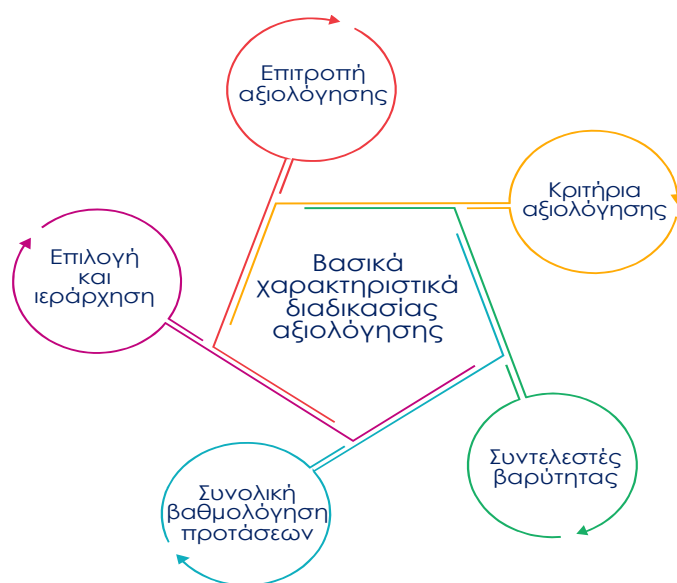 Επιτροπή
αξιολόγησης
Κριτήρια
αξιολόγησης
Επιλογή
και
ιεράρχηση
Βασικά
χαρακτηριστικά
διαδικασίας
αξιολόγησης
Συντελεστές
βαρύτητας
Συνολική
βαθμολόγηση
προτάσεων